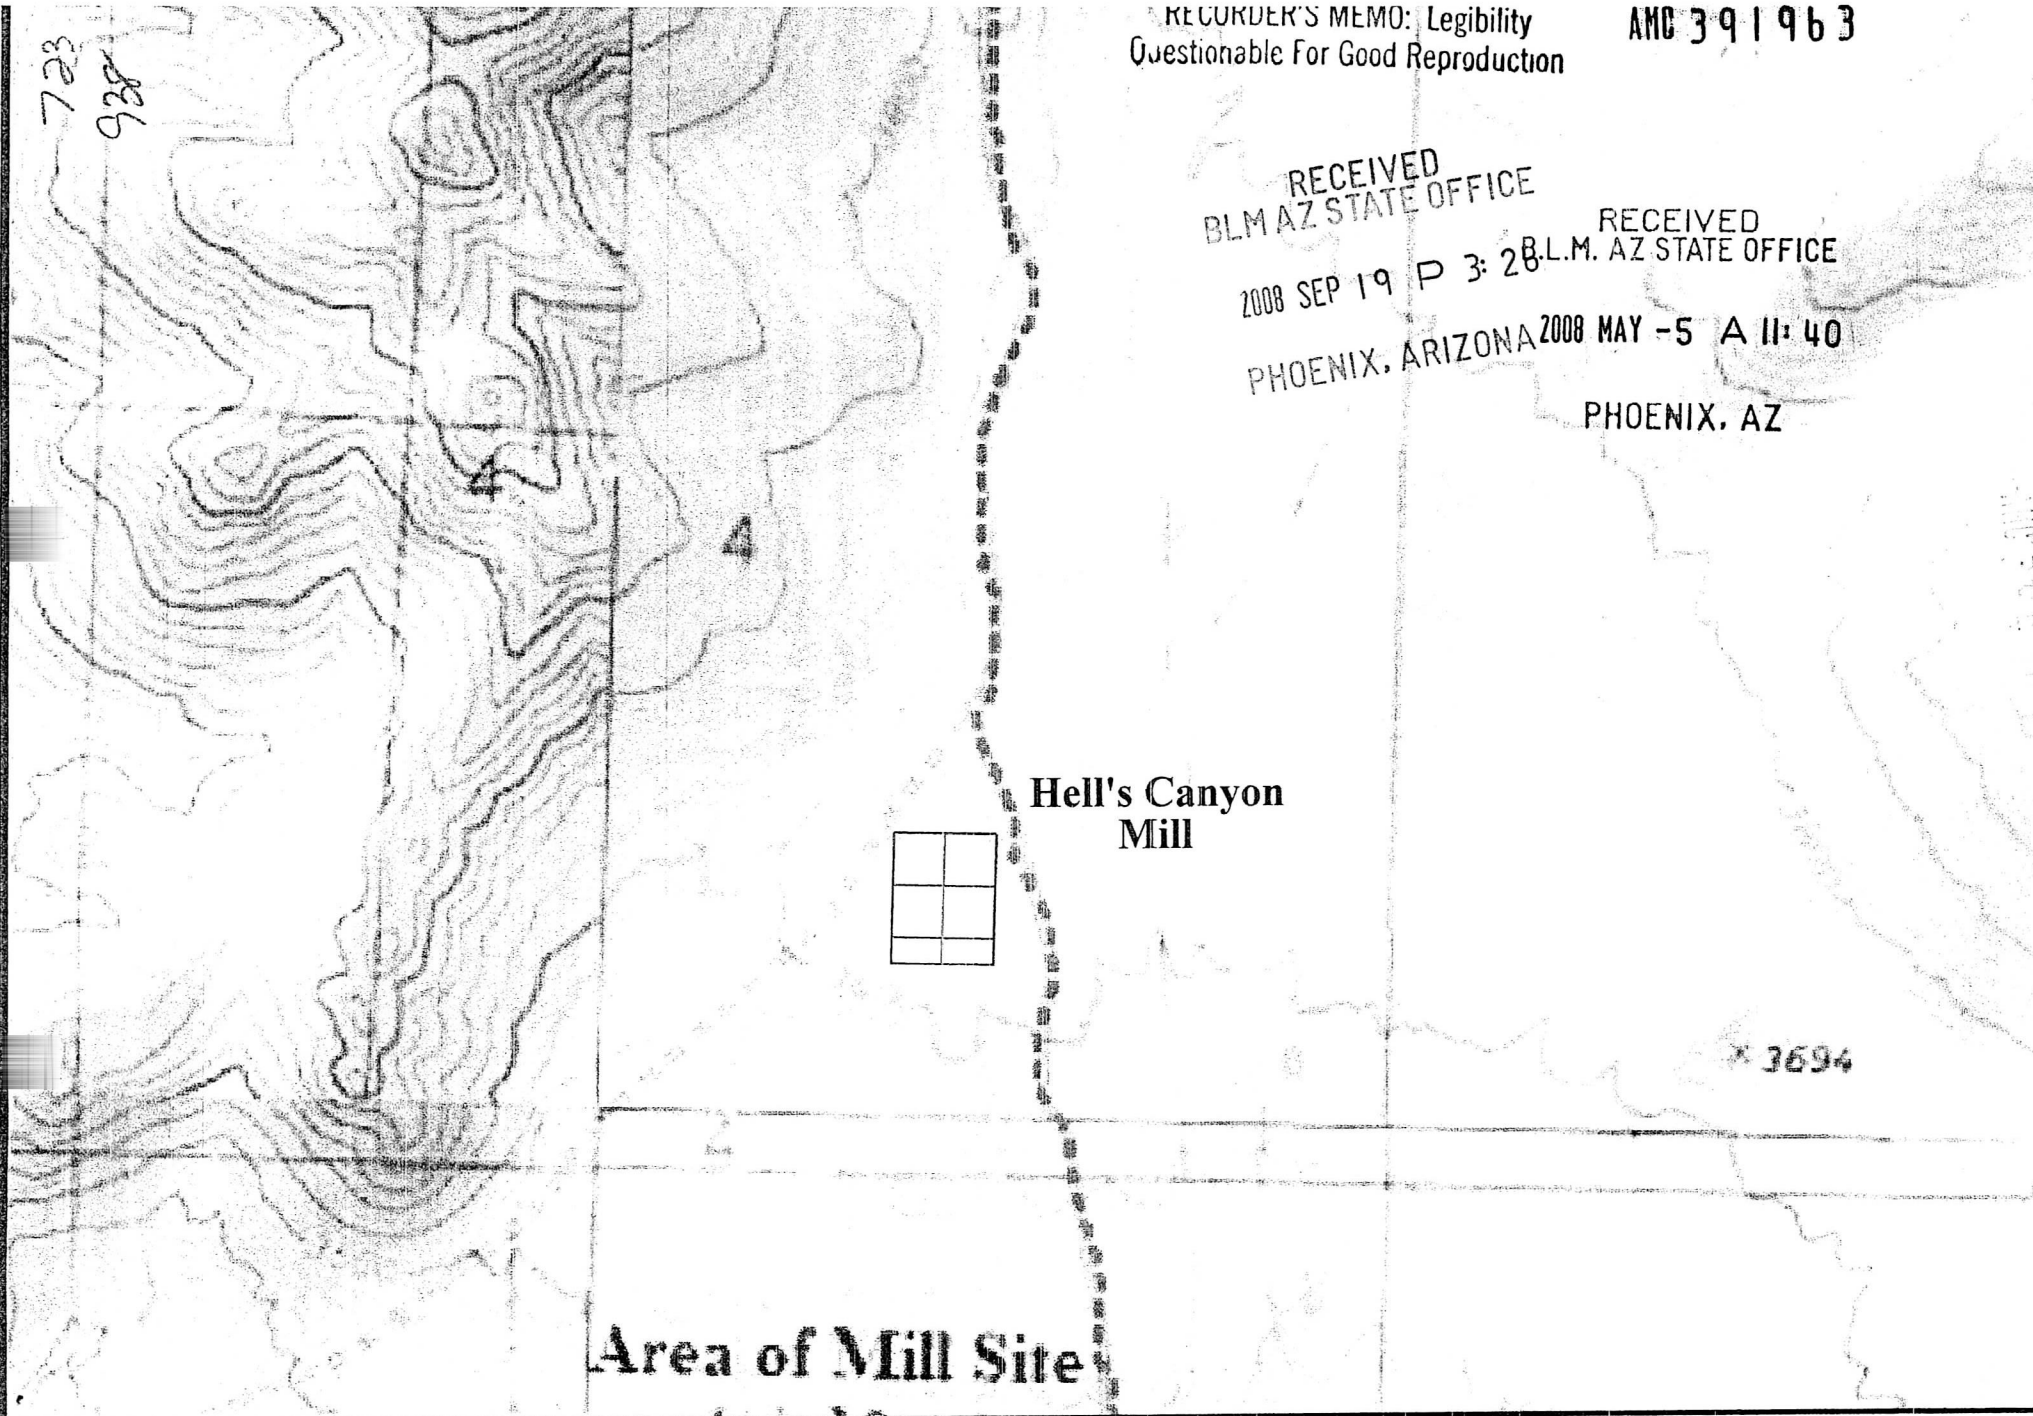 RECORDER'S MEMO: Legibility
Questionable For Good Reproduction
AMC 391963
723
938
RECEIVED
BLM AZ STATE OFFICE
2008 SEP 19 P 3: 28
PHOENIX, ARIZONA
RECEIVED
B.L.M. AZ STATE OFFICE
2008 MAY -5 A 11: 40
PHOENIX, AZ
4
4
Hell's Canyon
Mill
× 3694
Area of Mill Site